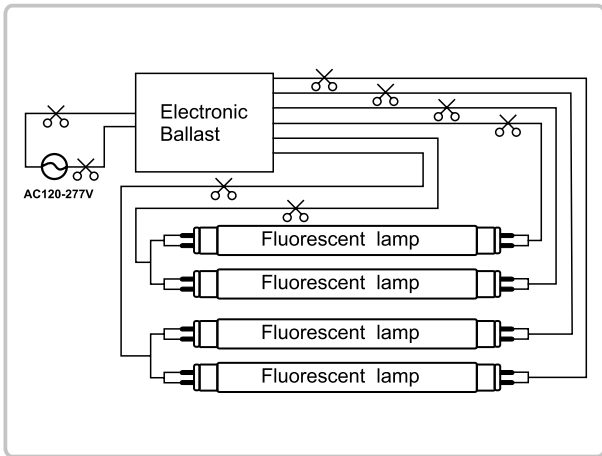 Electronic
Ballast
AC120-277V
Fluorescent lamp
Fluorescent lamp
Fluorescent lamp
Fluorescent lamp